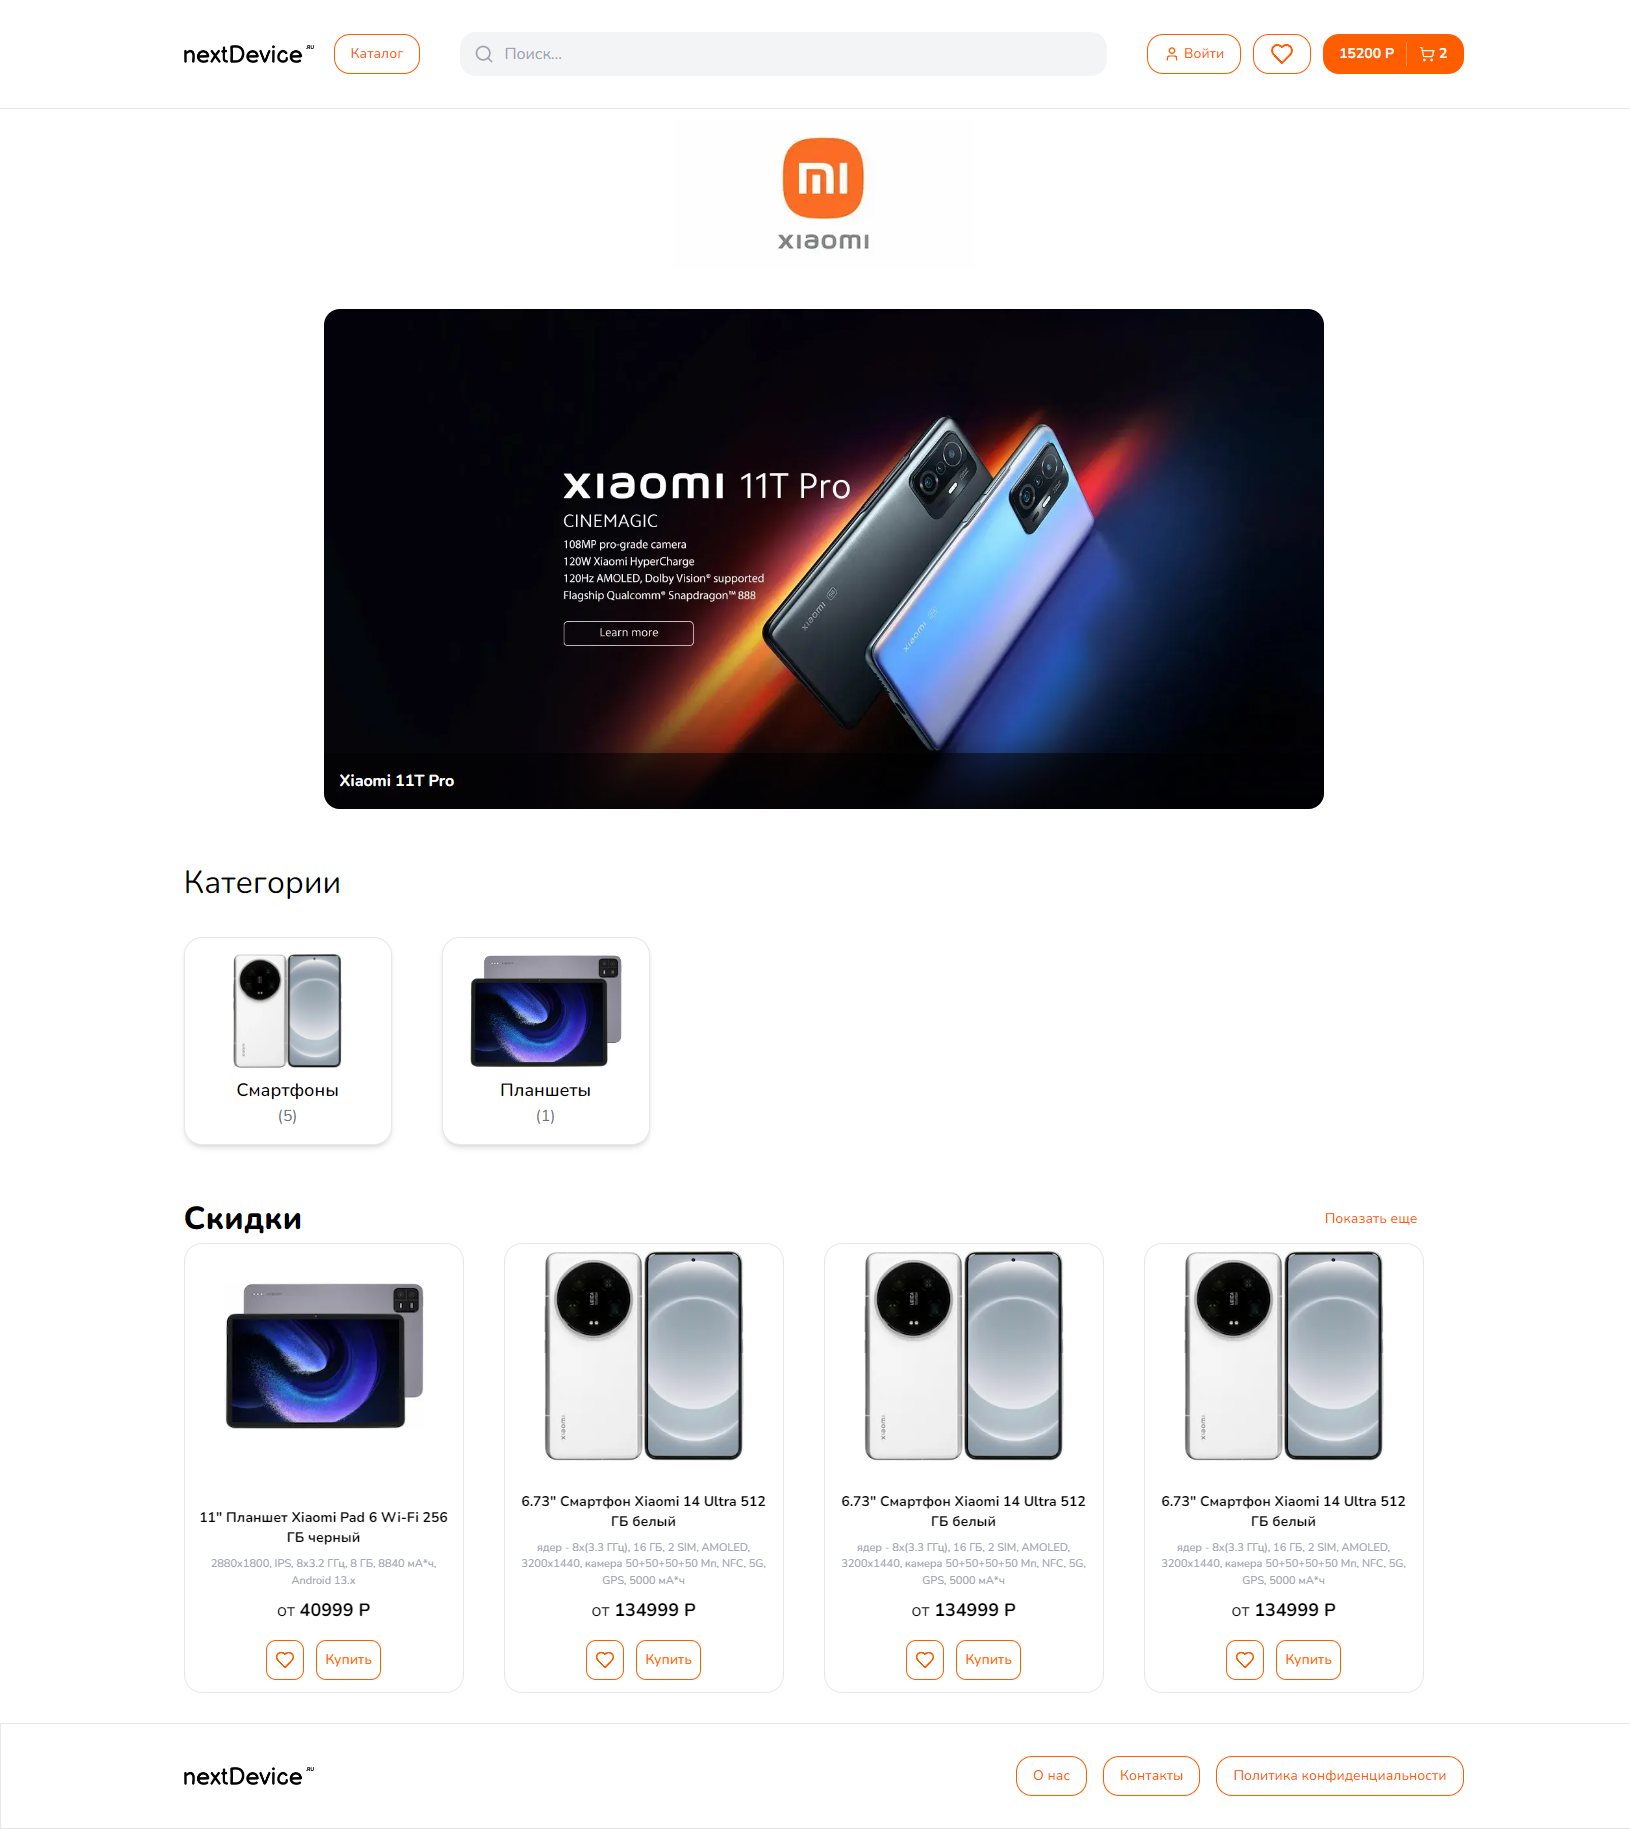 nextDevice .RU
Каталог
Поиск...
Войти
15200 Р
2
xiaomi
xiaomi 11T Pro
CINEMAGIC
108MP pro-grade camera
120W Xiaomi HyperCharge
120Hz AMOLED, Dolby Vision® supported
Flagship Qualcomm® Snapdragon™ 888
Learn more
xiaomi
xiaomi
Xiaomi 11T Pro
Категории
Смартфоны
(5)
Планшеты
(1)
Скидки
Показать еще
11" Планшет Xiaomi Pad 6 Wi-Fi 256
ГБ черный
2880x1800, IPS, 8x3.2 ГГц, 8 ГБ, 8840 мА*ч,
Android 13.x
от 40999 Р
Купить
xiaomi
6.73" Смартфон Xiaomi 14 Ultra 512
ГБ белый
ядер - 8x(3.3 ГГц), 16 ГБ, 2 SIM, AMOLED,
3200x1440, камера 50+50+50+50 Мп, NFC, 5G,
GPS, 5000 мА*ч
от 134999 Р
Купить
xiaomi
6.73" Смартфон Xiaomi 14 Ultra 512
ГБ белый
ядер - 8x(3.3 ГГц), 16 ГБ, 2 SIM, AMOLED,
3200x1440, камера 50+50+50+50 Мп, NFC, 5G,
GPS, 5000 мА*ч
от 134999 Р
Купить
xiaomi
6.73" Смартфон Xiaomi 14 Ultra 512
ГБ белый
ядер - 8x(3.3 ГГц), 16 ГБ, 2 SIM, AMOLED,
3200x1440, камера 50+50+50+50 Мп, NFC, 5G,
GPS, 5000 мА*ч
от 134999 Р
Купить
nextDevice .RU
О нас
Контакты
Политика конфиденциальности